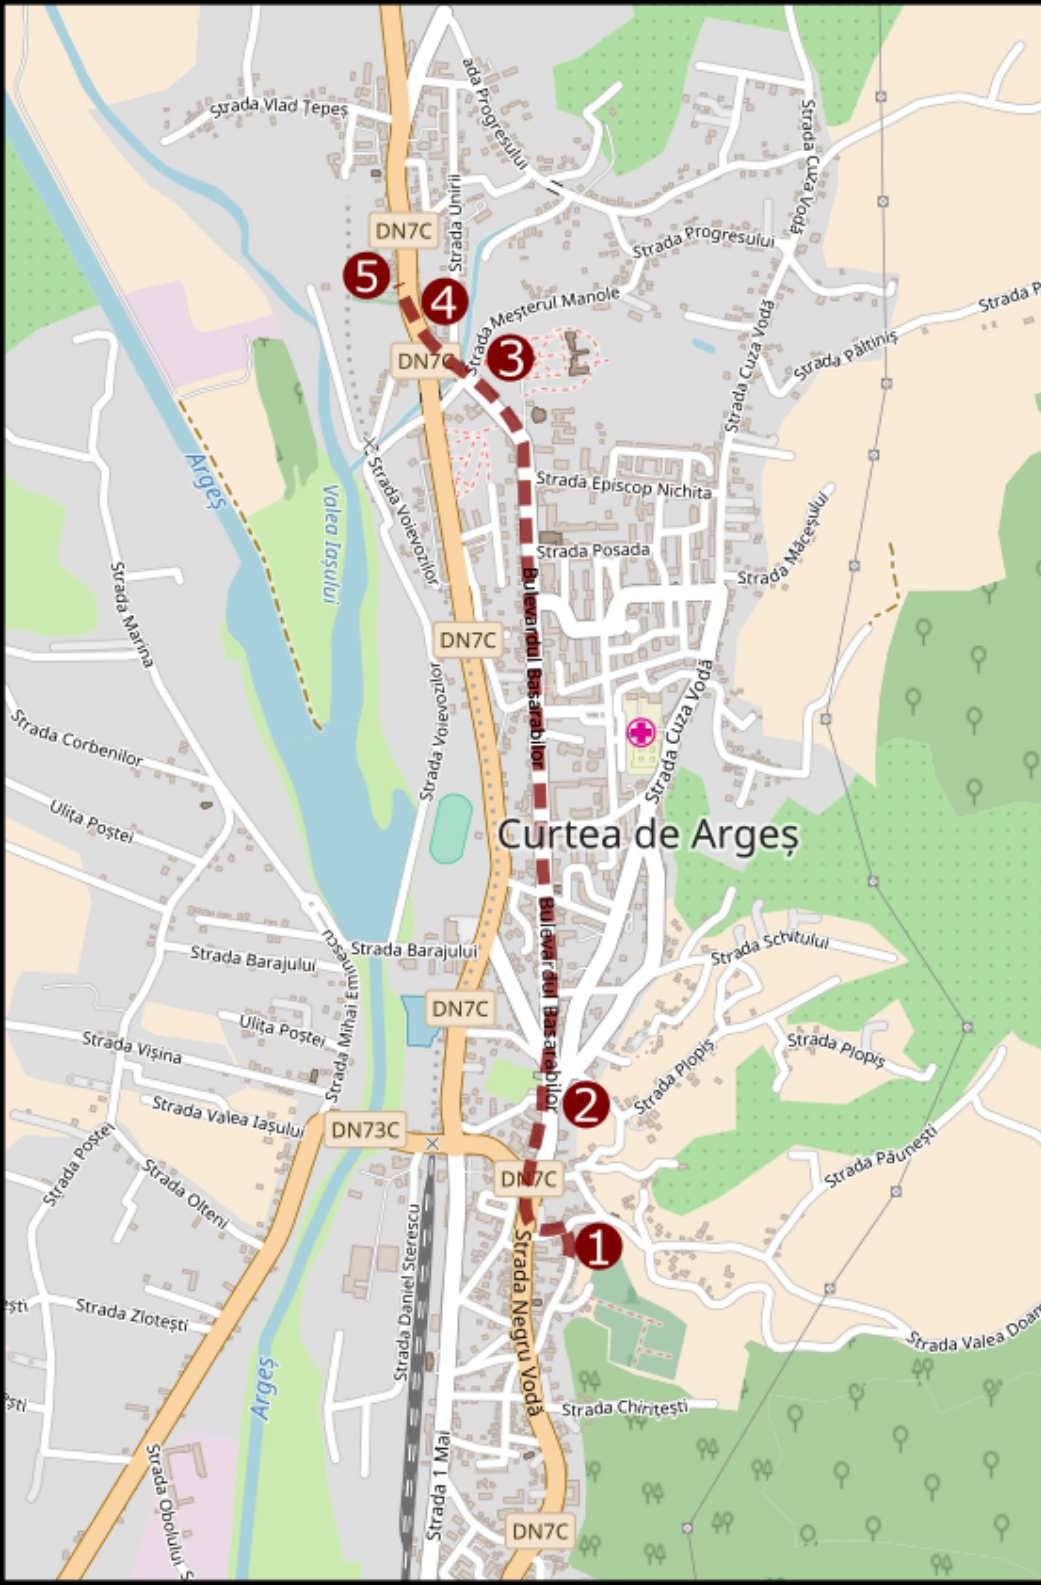 Strada Vlad Țepeș
ada Progresului
Strada Cuza Vodă
Strada Unirii
DN7C
Strada Progresului
5
4
Strada Meșterul Manole
Strada P
3
DN7C
Strada Cuza Vodă
Strada Păltiniș
Argeș
Valea Iașului
Strada Voievozilor
Strada Episcop Nichita
Strada Măceșului
Strada Posada
Strada Marina
Bulevardul Basarabilor
DN7C
Strada Voievozilor
Strada Cuza Vodă
Strada Corbenilor
Ulița Poștei
Curtea de Argeș
Bulevardul Basarabilor
Strada Schitului
Strada Barajului
Strada Barajului
Strada Mihai Eminescu
DN7C
Ulița Poștei
Strada Vișina
Strada Plopiș
Strada Plopiș
2
Strada Valea Iașului
DN73C
Strada Poștei
Strada Olteni
Strada Păunești
DN7C
1
Strada Daniel Sterescu
Strada Negru Vodă
ești
Strada Zlotești
Strada Valea Doam
Argeș
ești
Strada Chirițești
Strada 1 Mai
Strada Obolului
S
DN7C